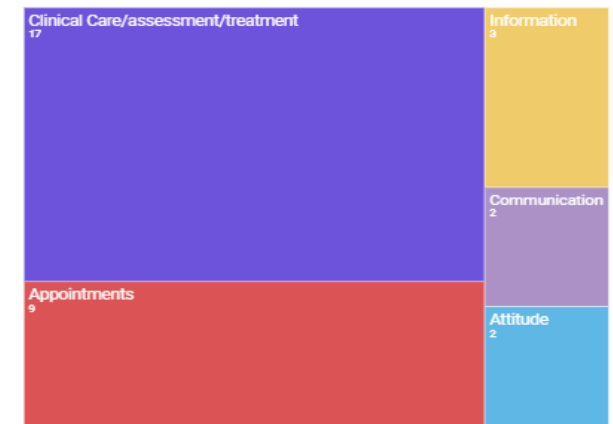 Clinical Care/assessment/treatment
17
Information
3
Communication
2
Appointments
9
Attitude
2